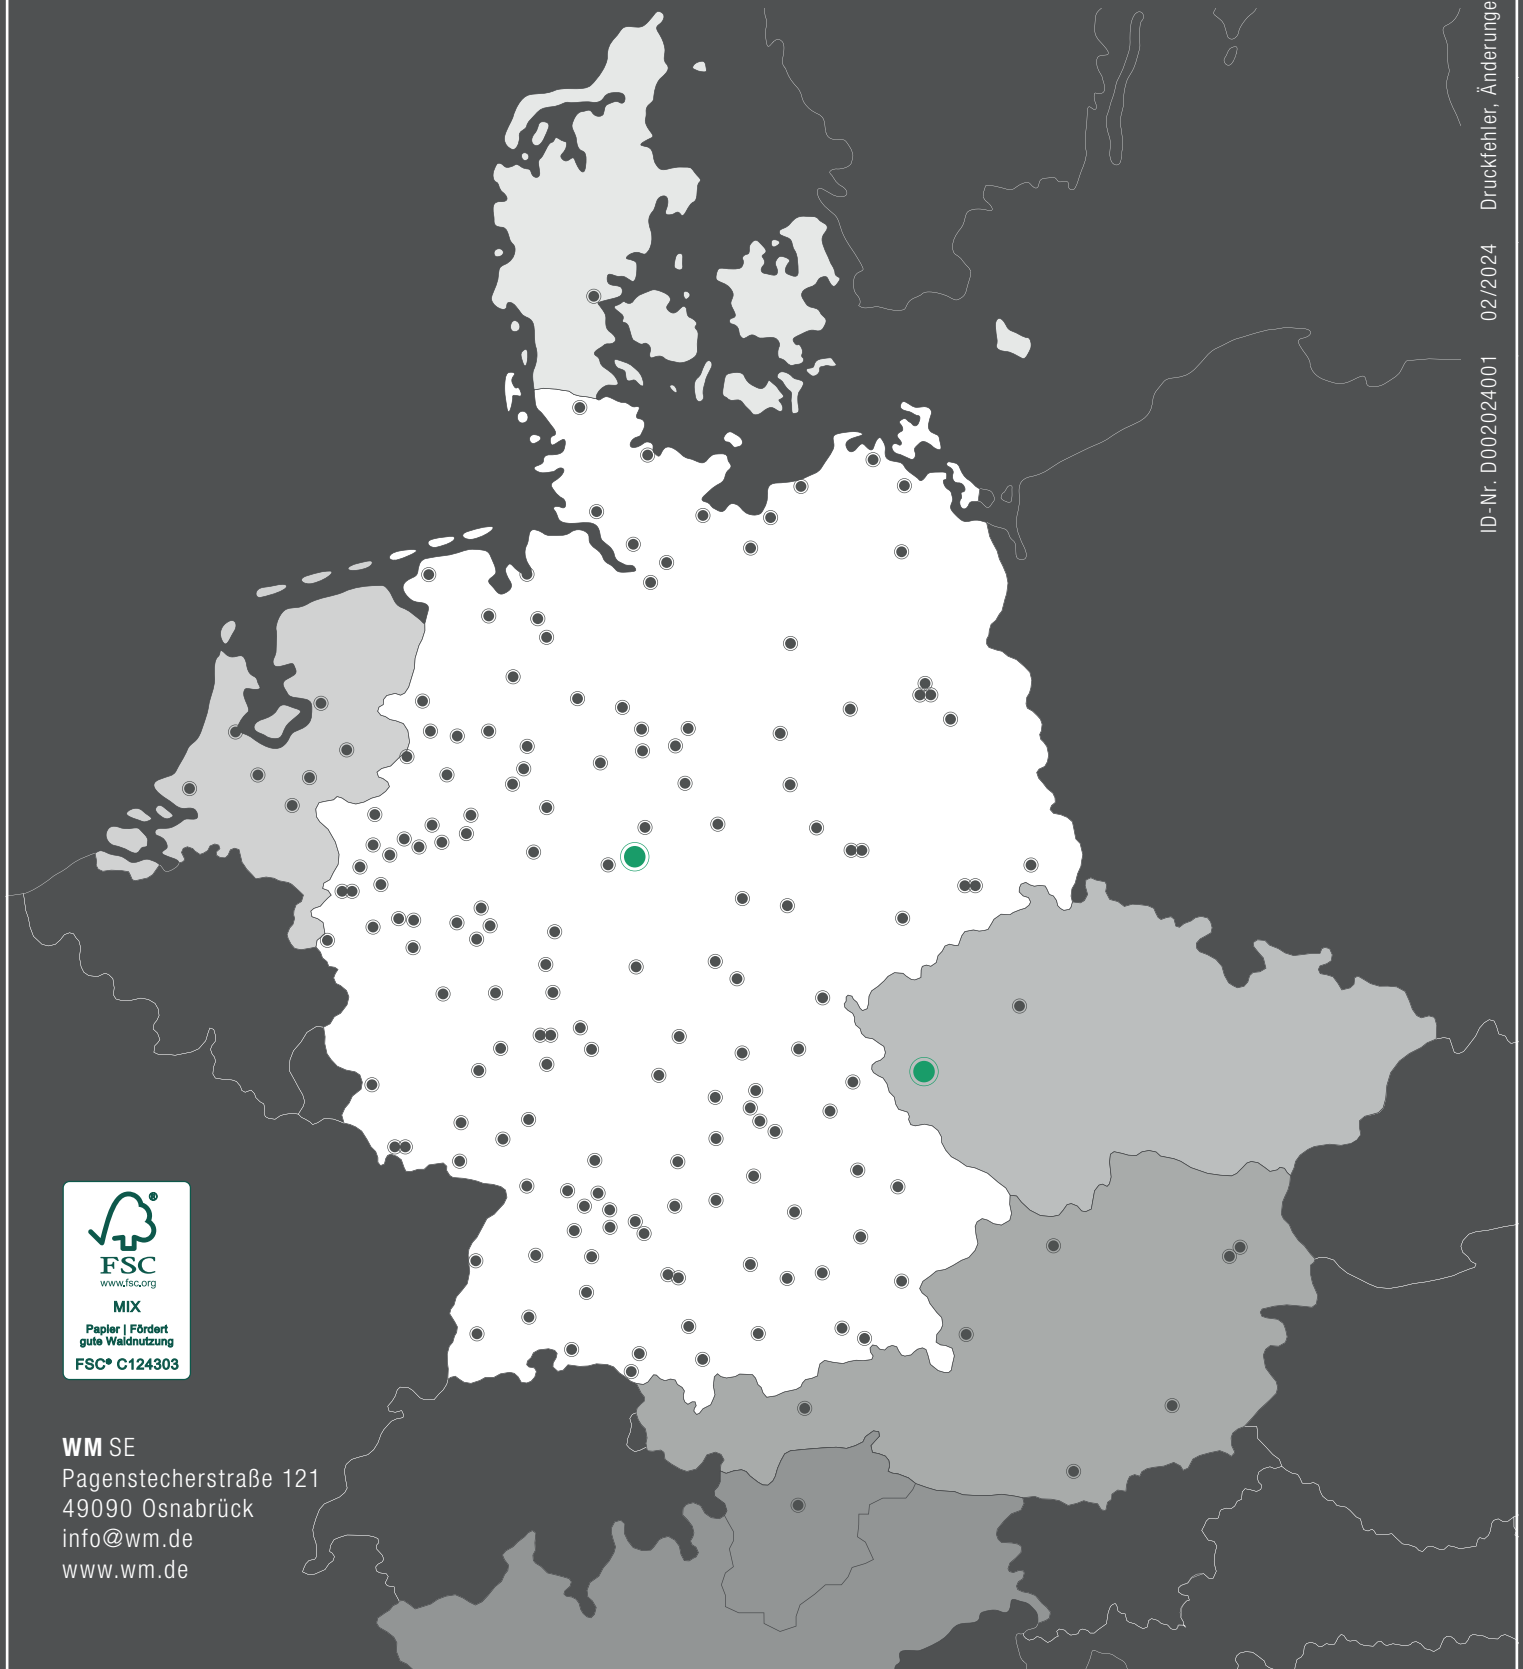 ID-Nr. D002024001 02/2024 Druckfehler, Änderunge
®
FSC
www.fsc.org
MIX
Papier | Fördert
gute Waldnutzung
FSC® C124303
WM SE
Pagenstecherstraße 121
49090 Osnabrück
info@wm.de
www.wm.de